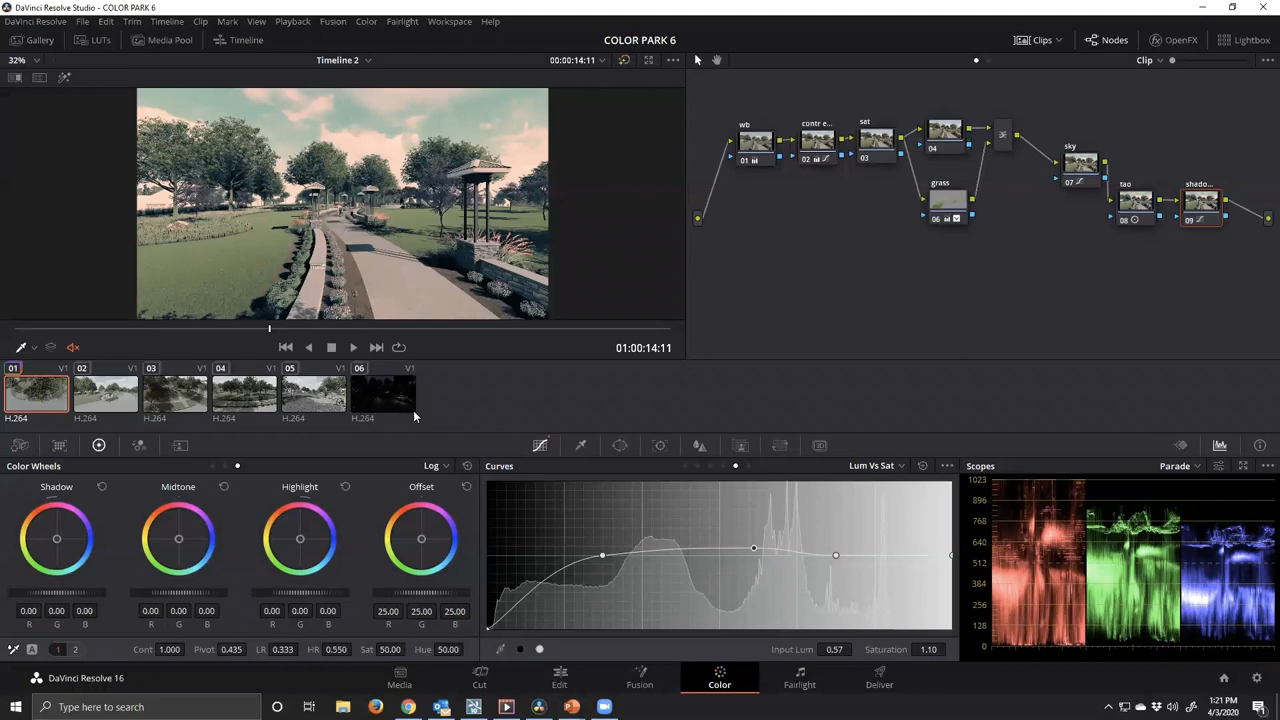 DaVinci Resolve Studio - COLOR PARK 6
DaVinci Resolve File Edit Trim Timeline Clip Mark View Playback Fusion Color Fairlight Workspace Help
Gallery LUTs Media Pool Timeline COLOR PARK 6 Clips Nodes OpenFX Lightbox
32% Timeline 2 00:00:14:11 Clip
wb contr e... sat
01 02 03 04
grass
06
sky
07
tao shado...
08 09
01:00:14:11
01 V1 02 V1 03 V1 04 V1 05 V1 06 V1
H.264 H.264 H.264 H.264 H.264 H.264
Color Wheels Log Curves Lum Vs Sat Scopes Parade
Shadow Midtone Highlight Offset
0.00 0.00 0.00 0.00 0.00 0.00 0.00 0.00 0.00 25.00 25.00 25.00
R G B R G B R G B R G B
1023
896
768
640
512
384
256
128
0
A 1 2 Cont 1.000 Pivot 0.435 LR 0.333 HR 0.550 Sat 50.00 Hue 50.00 Input Lum 0.57 Saturation 1.10
DaVinci Resolve 16 Media Cut Edit Fusion Color Fairlight Deliver
Type here to search
1:21 PM
4/3/2020